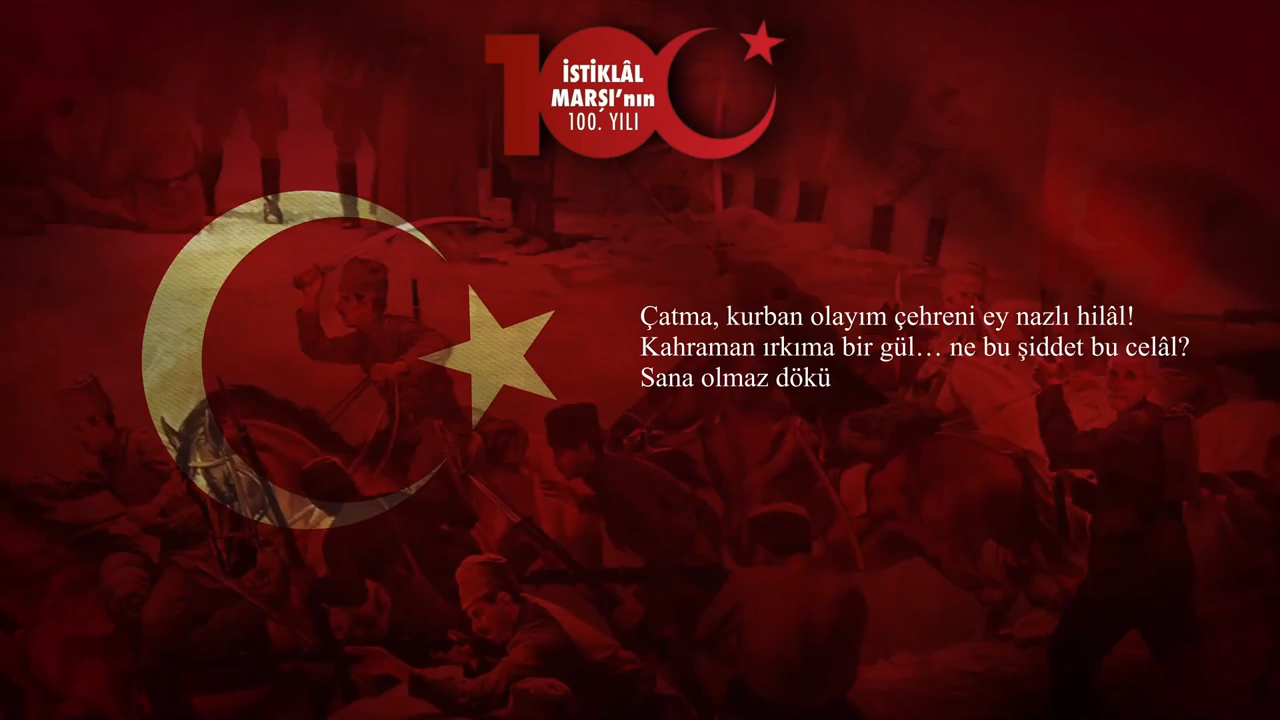 100
İSTİKLÂL
MARŞI’nın
100. YILI
Çatma, kurban olayım çehreni ey nazlı hilâl!
Kahraman ırkıma bir gül… ne bu şiddet bu celâl?
Sana olmaz dökü